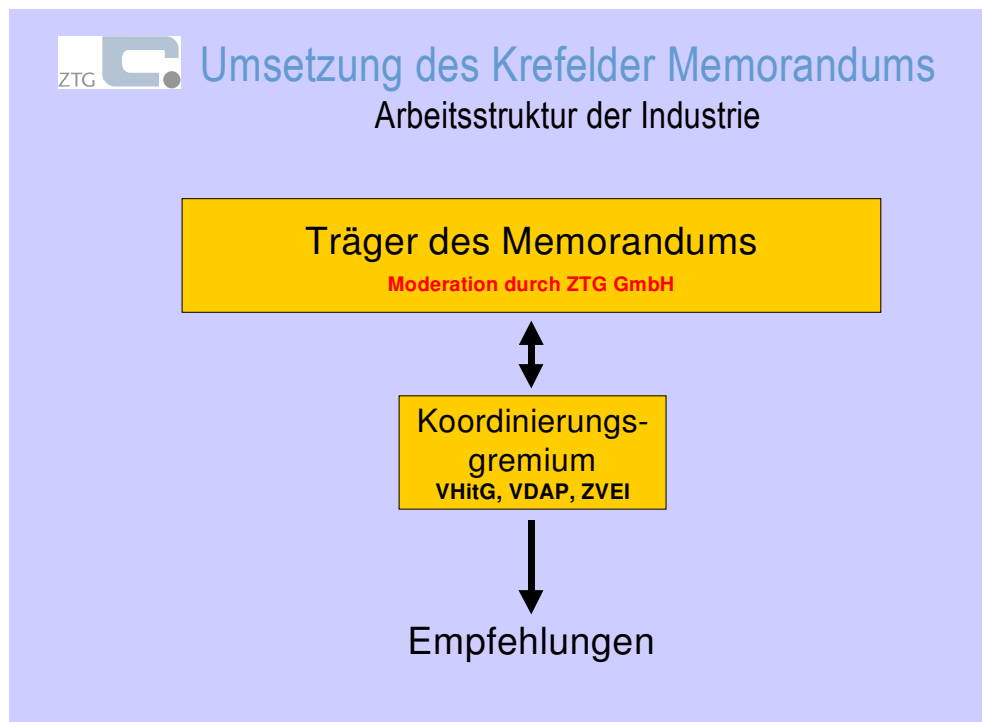 ZTG
Umsetzung des Krefelder Memorandums
Arbeitsstruktur der Industrie
Träger des Memorandums
Moderation durch ZTG GmbH
Koordinierungs-
gremium
VHitG, VDAP, ZVEI
Empfehlungen